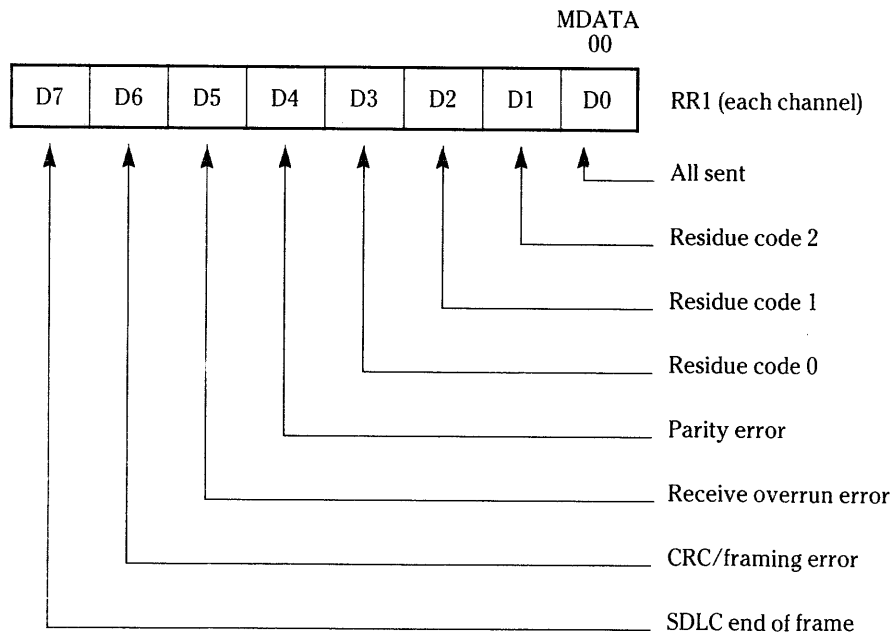 MDATA
00
D7 D6 D5 D4 D3 D2 D1 D0 RR1 (each channel)
All sent
Residue code 2
Residue code 1
Residue code 0
Parity error
Receive overrun error
CRC/framing error
SDLC end of frame